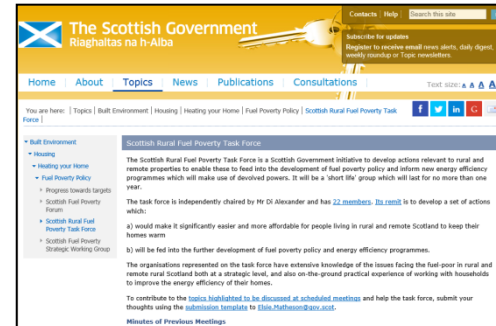 Contacts | Help | Search this site
The Scottish Government
Riaghaltas na h-Alba
Subscribe for updates
Register to receive email news alerts, daily digest,
weekly roundup or Topic newsletters.
Home About Topics News Publications Consultations
Text size: A A A A
You are here: | Topics | Built Environment | Housing | Heating your Home | Fuel Poverty Policy | Scottish Rural Fuel Poverty Task
Force |
Built Environment
Housing
Heating your Home
Fuel Poverty Policy
Progress towards targets
Scottish Fuel Poverty
Forum
Scottish Rural Fuel
Poverty Task Force
Scottish Fuel Poverty
Strategic Working Group
Scottish Rural Fuel Poverty Task Force
The Scottish Rural Fuel Poverty Task Force is a Scottish Government initiative to develop actions relevant to rural and
remote properties to enable these to feed into the development of fuel poverty policy and inform new energy efficiency
programmes which will make use of devolved powers. It will be a 'short life' group which will last for no more than one
year.
The task force is independently chaired by Mr Di Alexander and has 22 members. Its remit is to develop a set of actions
which:
a) would make it significantly easier and more affordable for people living in rural and remote Scotland to keep their
homes warm
b) will be fed into the further development of fuel poverty policy and energy efficiency programmes.
The organisations represented on the task force have extensive knowledge of the issues facing the fuel-poor in rural and
remote rural Scotland both at a strategic level, and also on-the-ground practical experience of working with households
to improve the energy efficiency of their homes.
To contribute to the topics highlighted to be discussed at scheduled meetings and help the task force, submit your
thoughts using the submission template to Elsie.Matheson@gov.scot.
Minutes of Previous Meetings